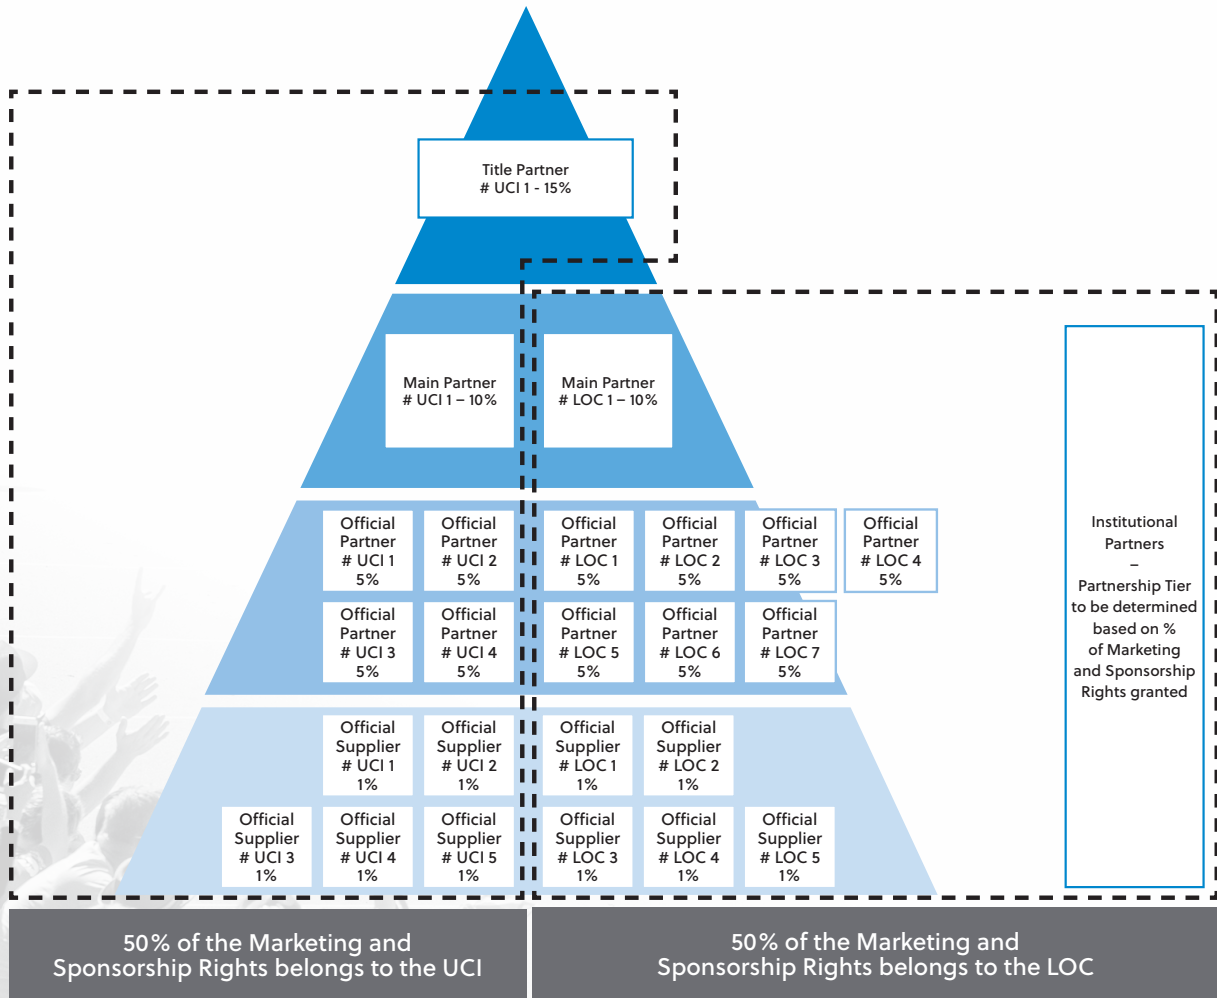 Title Partner
# UCI 1 - 15%
Main Partner
# UCI 1 – 10%
Main Partner
# LOC 1 – 10%
Official
Partner
# UCI 1
5%
Official
Partner
# UCI 2
5%
Official
Partner
# LOC 1
5%
Official
Partner
# LOC 2
5%
Official
Partner
# LOC 3
5%
Official
Partner
# LOC 4
5%
Official
Partner
# UCI 3
5%
Official
Partner
# UCI 4
5%
Official
Partner
# LOC 5
5%
Official
Partner
# LOC 6
5%
Official
Partner
# LOC 7
5%
Official
Supplier
# UCI 1
1%
Official
Supplier
# UCI 2
1%
Official
Supplier
# LOC 1
1%
Official
Supplier
# LOC 2
1%
Official
Supplier
# UCI 3
1%
Official
Supplier
# UCI 4
1%
Official
Supplier
# UCI 5
1%
Official
Supplier
# LOC 3
1%
Official
Supplier
# LOC 4
1%
Official
Supplier
# LOC 5
1%
Institutional
Partners
–
Partnership Tier
to be determined
based on %
of Marketing
and Sponsorship
Rights granted
50% of the Marketing and
Sponsorship Rights belongs to the UCI
50% of the Marketing and
Sponsorship Rights belongs to the LOC